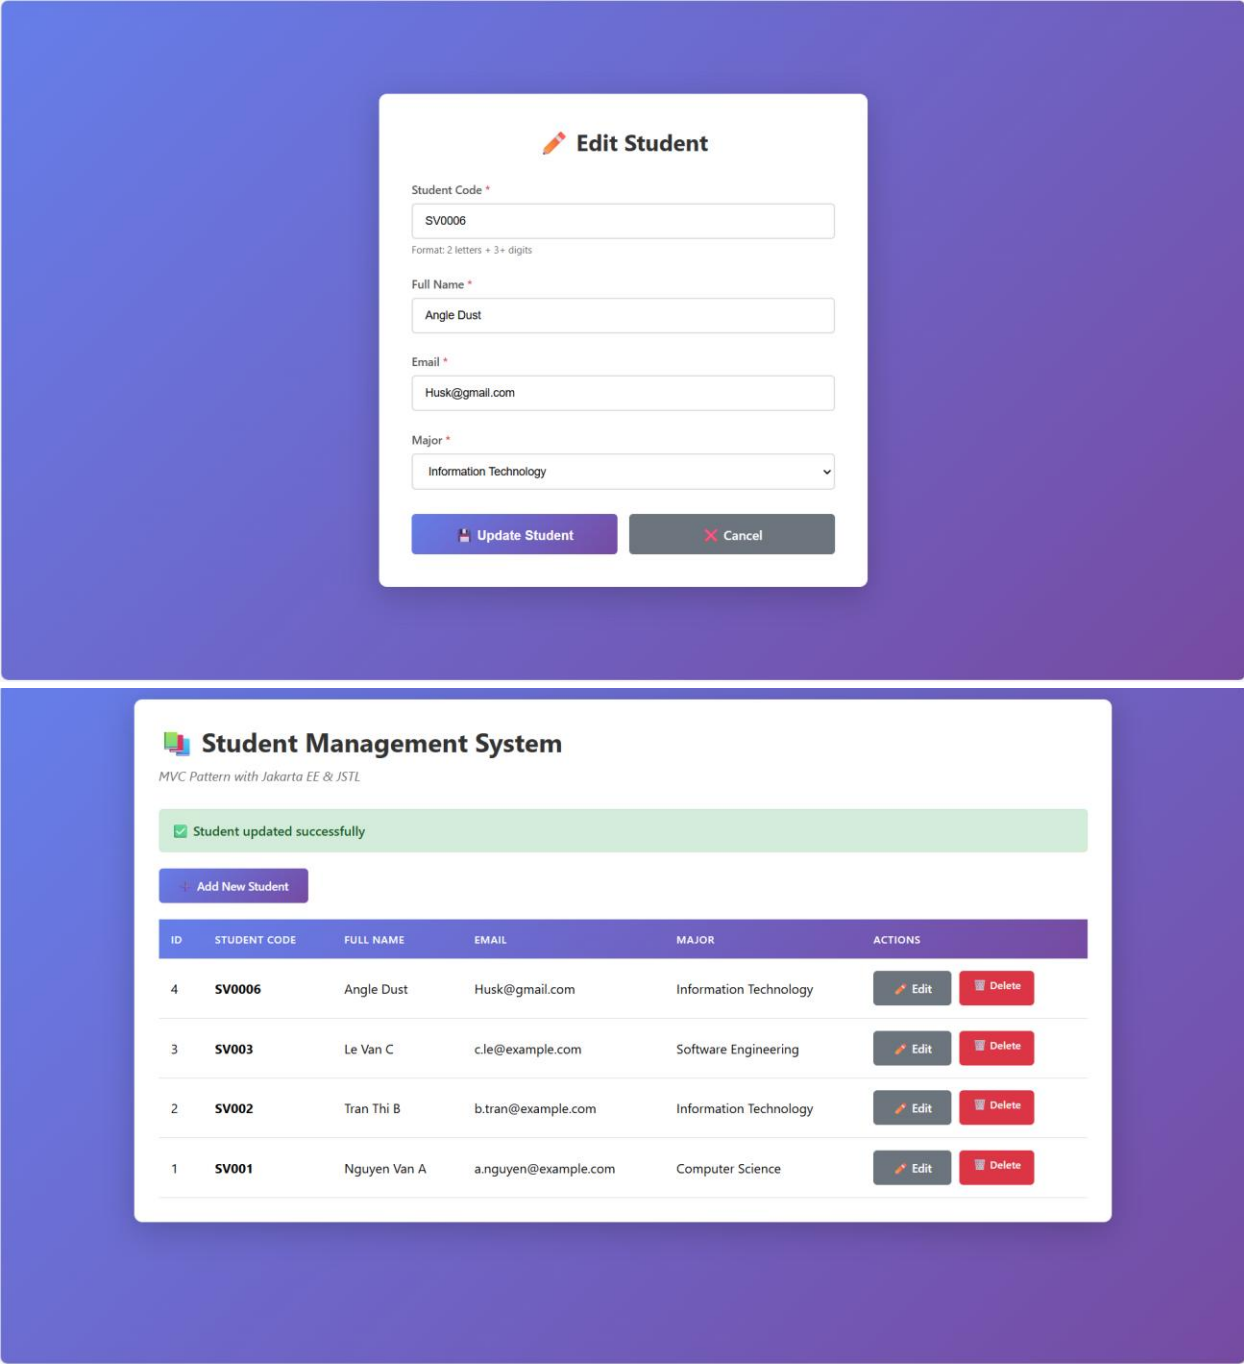 Edit Student
Student Code *
SV0006
Format: 2 letters + 3+ digits
Full Name *
Angle Dust
Email *
Husk@gmail.com
Major *
Information Technology
Update Student Cancel
Student Management System
MVC Pattern with Jakarta EE & JSTL
Student updated successfully
Add New Student
ID STUDENT CODE FULL NAME EMAIL MAJOR ACTIONS
4 SV0006 Angle Dust Husk@gmail.com Information Technology Edit Delete
3 SV003 Le Van C c.le@example.com Software Engineering Edit Delete
2 SV002 Tran Thi B b.tran@example.com Information Technology Edit Delete
1 SV001 Nguyen Van A a.nguyen@example.com Computer Science Edit Delete